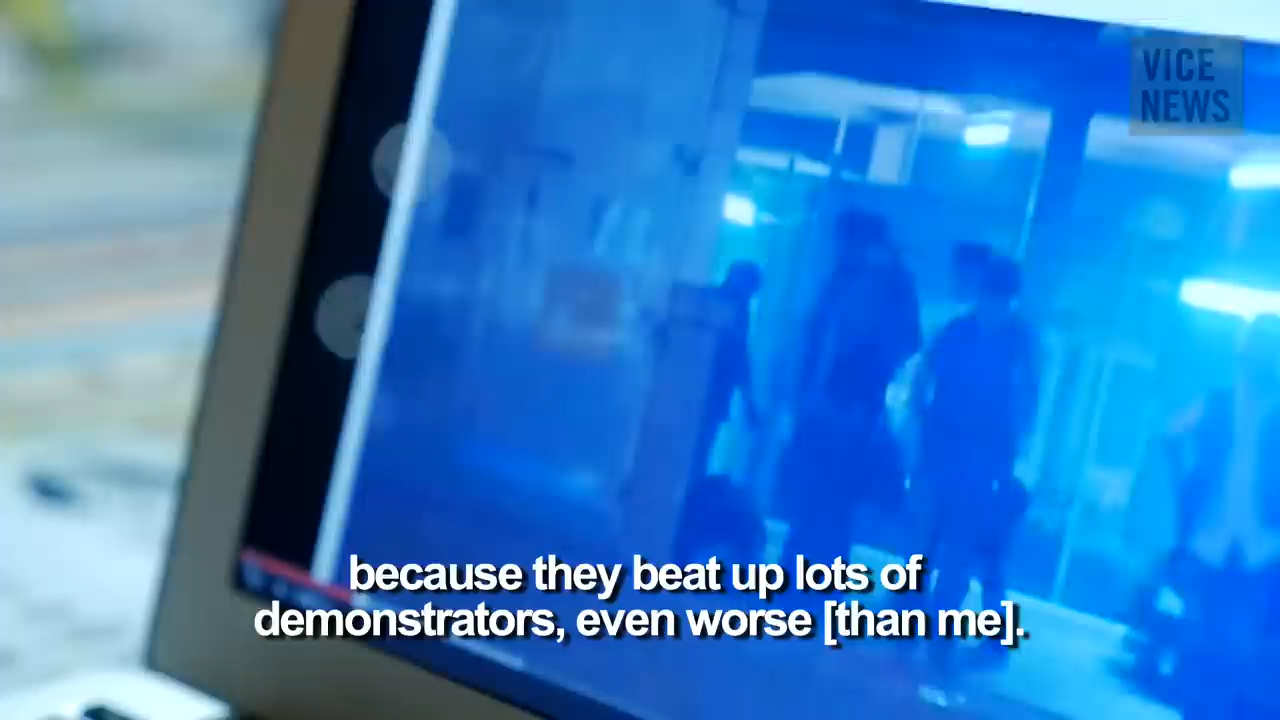 VICE
NEWS
because they beat up lots of
demonstrators, even worse [than me].